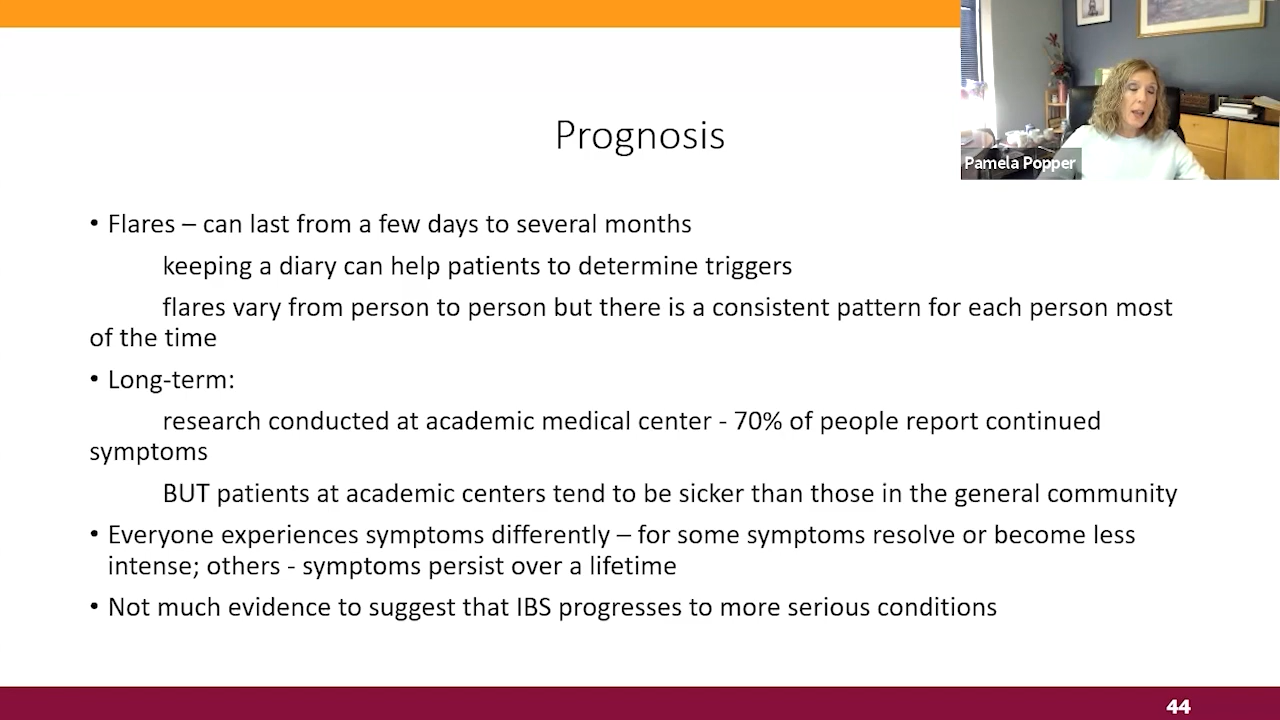 Prognosis
Pamela Popper
• Flares – can last from a few days to several months
keeping a diary can help patients to determine triggers
flares vary from person to person but there is a consistent pattern for each person most
of the time
• Long-term:
research conducted at academic medical center - 70% of people report continued
symptoms
BUT patients at academic centers tend to be sicker than those in the general community
• Everyone experiences symptoms differently – for some symptoms resolve or become less
intense; others - symptoms persist over a lifetime
• Not much evidence to suggest that IBS progresses to more serious conditions
44